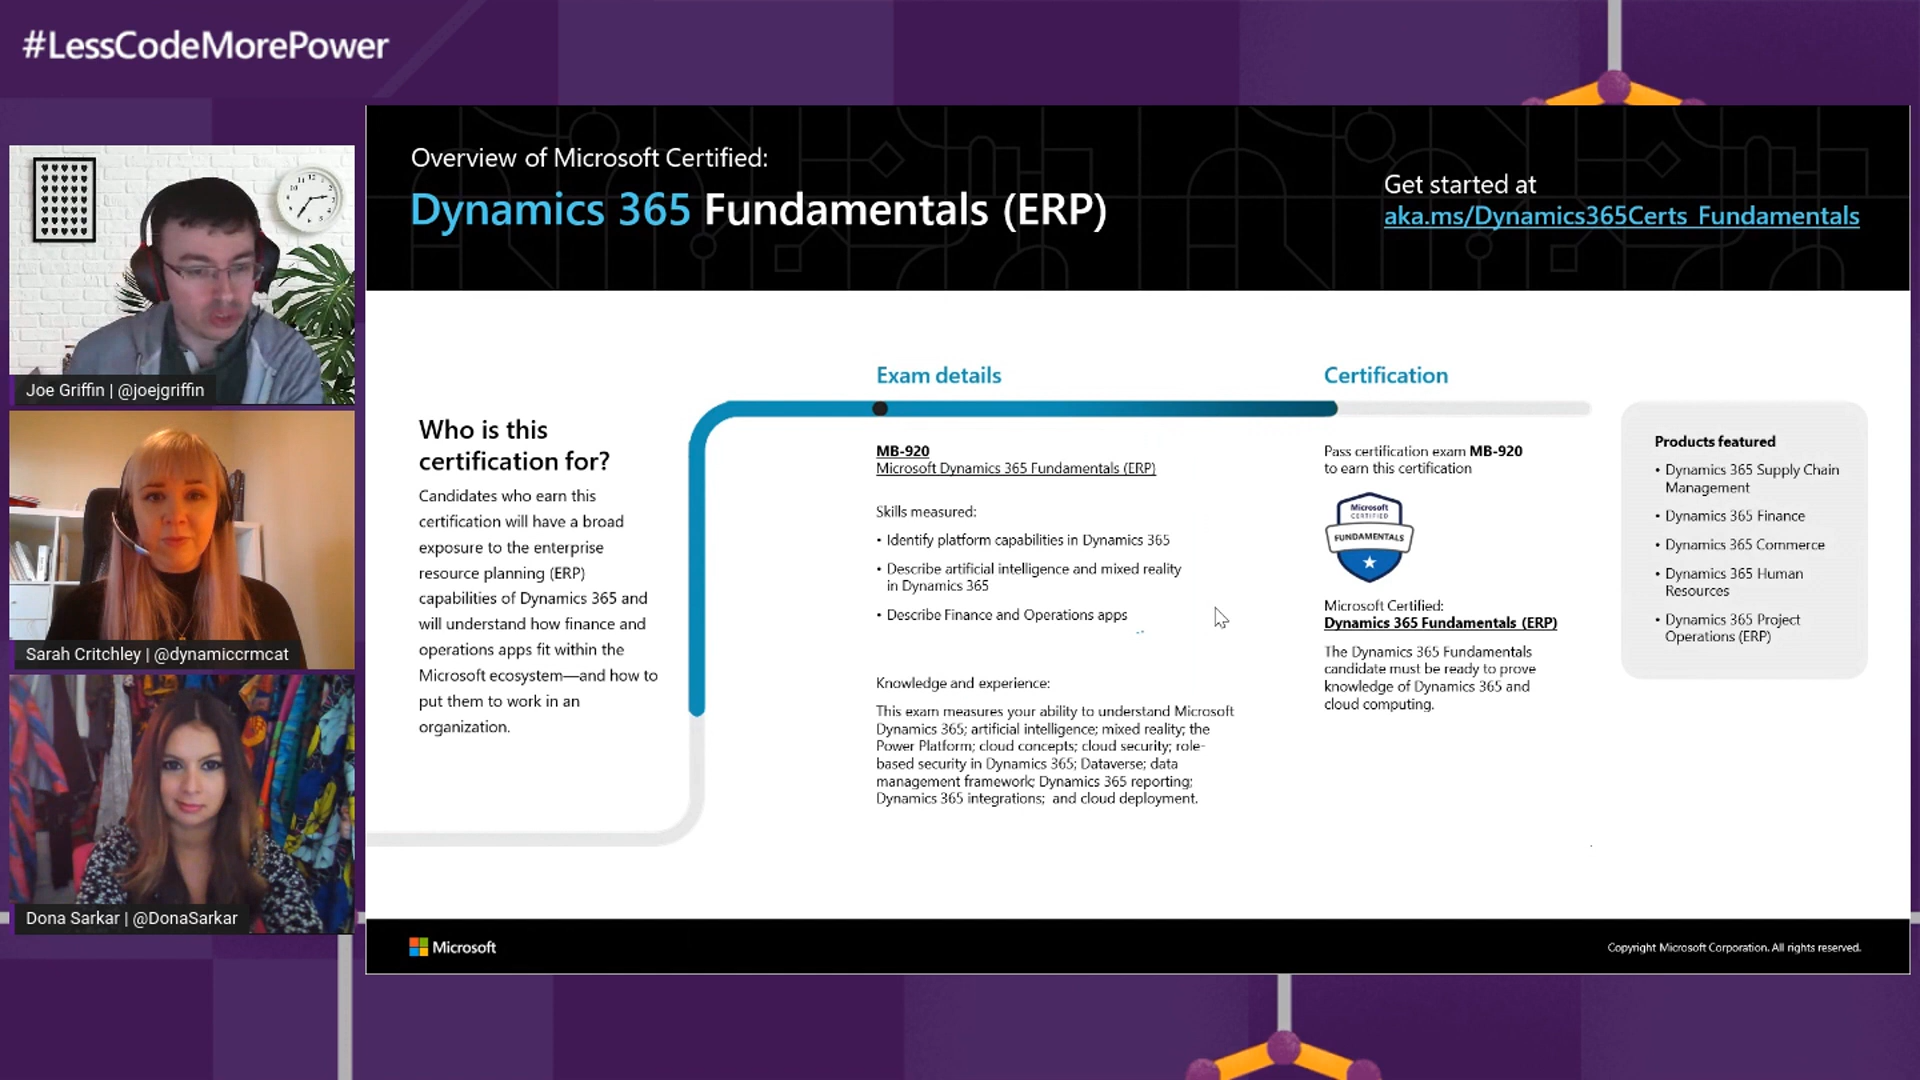 #LessCodeMorePower
Joe Griffin | @joejgriffin
Sarah Critchley | @dynamiccrmcat
Dona Sarkar | @DonaSarkar
Overview of Microsoft Certified:
Dynamics 365 Fundamentals (ERP)
Get started at
aka.ms/Dynamics365Certs_Fundamentals
Who is this
certification for?
Candidates who earn this
certification will have a broad
exposure to the enterprise
resource planning (ERP)
capabilities of Dynamics 365 and
will understand how finance and
operations apps fit within the
Microsoft ecosystem—and how to
put them to work in an
organization.
Exam details
MB-920
Microsoft Dynamics 365 Fundamentals (ERP)
Skills measured:
• Identify platform capabilities in Dynamics 365
• Describe artificial intelligence and mixed reality
in Dynamics 365
• Describe Finance and Operations apps
Knowledge and experience:
This exam measures your ability to understand Microsoft
Dynamics 365; artificial intelligence; mixed reality; the
Power Platform; cloud concepts; cloud security; role-
based security in Dynamics 365; Dataverse; data
management framework; Dynamics 365 reporting;
Dynamics 365 integrations; and cloud deployment.
Certification
Pass certification exam MB-920
to earn this certification
Microsoft
CERTIFIED
FUNDAMENTALS
Microsoft Certified:
Dynamics 365 Fundamentals (ERP)
The Dynamics 365 Fundamentals
candidate must be ready to prove
knowledge of Dynamics 365 and
cloud computing.
Products featured
• Dynamics 365 Supply Chain
Management
• Dynamics 365 Finance
• Dynamics 365 Commerce
• Dynamics 365 Human
Resources
• Dynamics 365 Project
Operations (ERP)
Microsoft
Copyright Microsoft Corporation. All rights reserved.